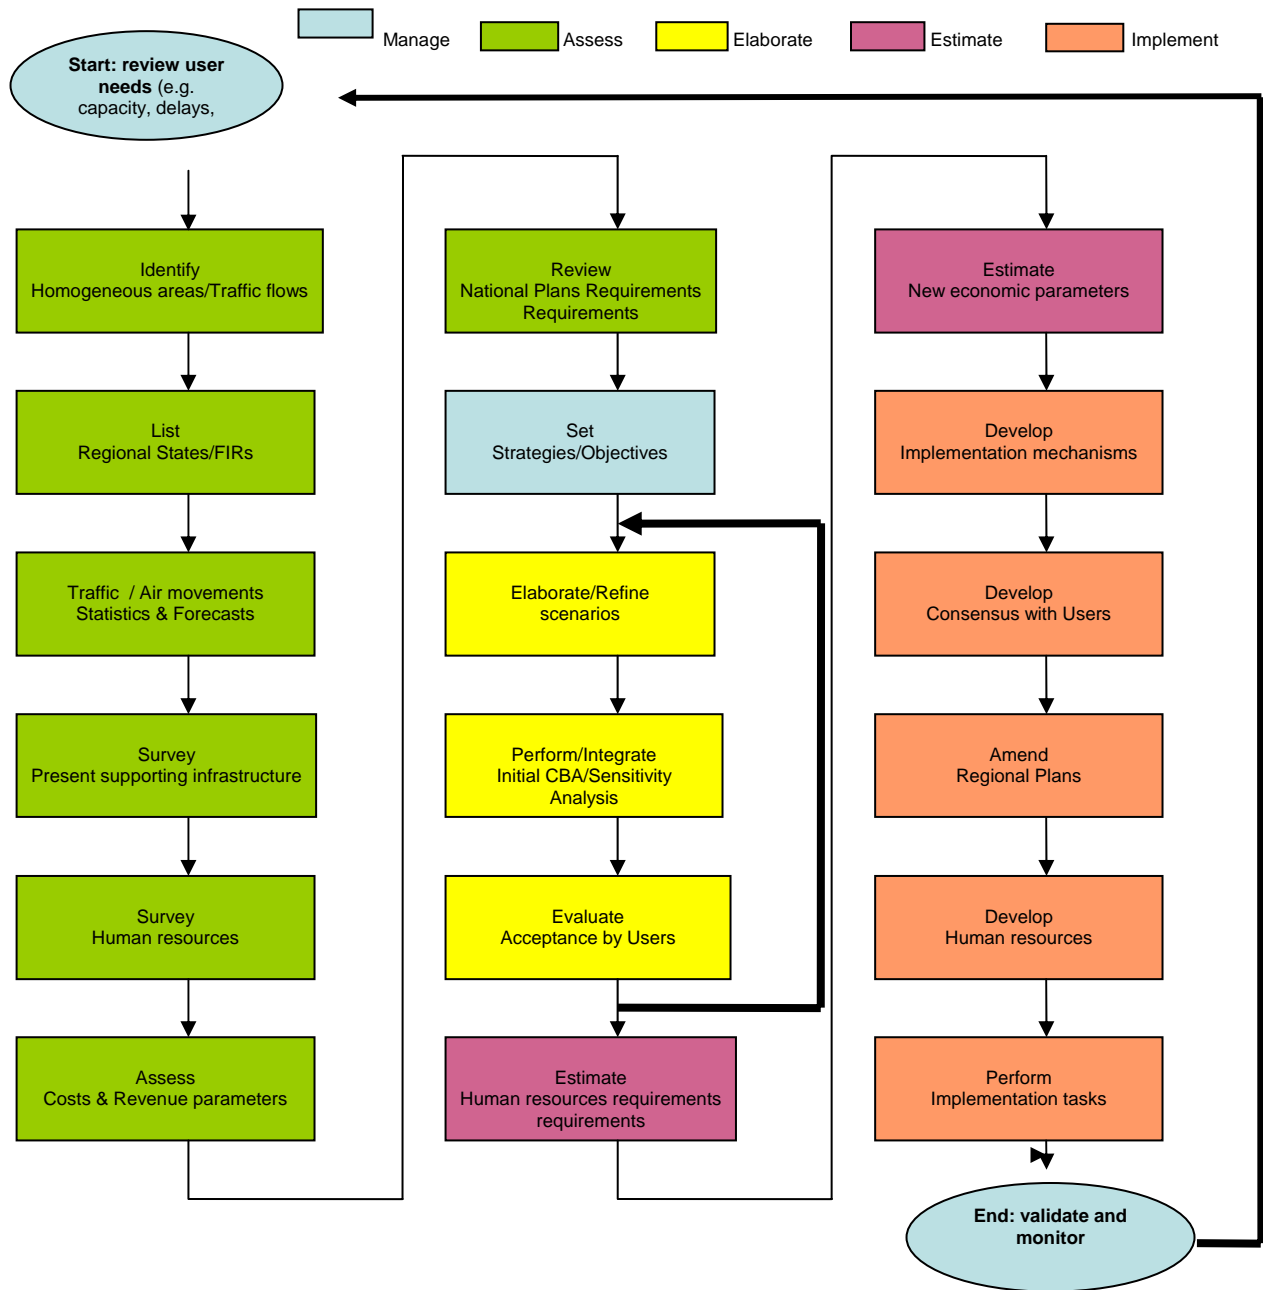 Manage
Assess
Elaborate
Estimate
Implement
Start: review user
needs (e.g.
capacity, delays,
Identify
Homogeneous areas/Traffic flows
List
Regional States/FIRs
Traffic / Air movements
Statistics & Forecasts
Survey
Present supporting infrastructure
Survey
Human resources
Assess
Costs & Revenue parameters
Review
National Plans Requirements
Requirements
Set
Strategies/Objectives
Elaborate/Refine
scenarios
Perform/Integrate
Initial CBA/Sensitivity
Analysis
Evaluate
Acceptance by Users
Estimate
Human resources requirements
requirements
Estimate
New economic parameters
Develop
Implementation mechanisms
Develop
Consensus with Users
Amend
Regional Plans
Develop
Human resources
Perform
Implementation tasks
End: validate and
monitor